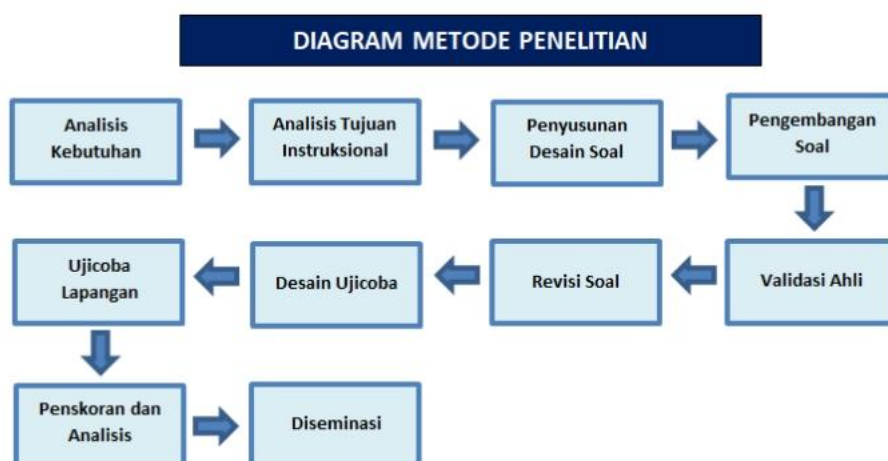 DIAGRAM METODE PENELITIAN
Analisis
Kebutuhan
Analisis Tujuan
Instruksional
Penyusunan
Desain Soal
Pengembangan
Soal
Validasi Ahli
Revisi Soal
Desain Ujicoba
Ujicoba
Lapangan
Penskoran dan
Analisis
Diseminasi